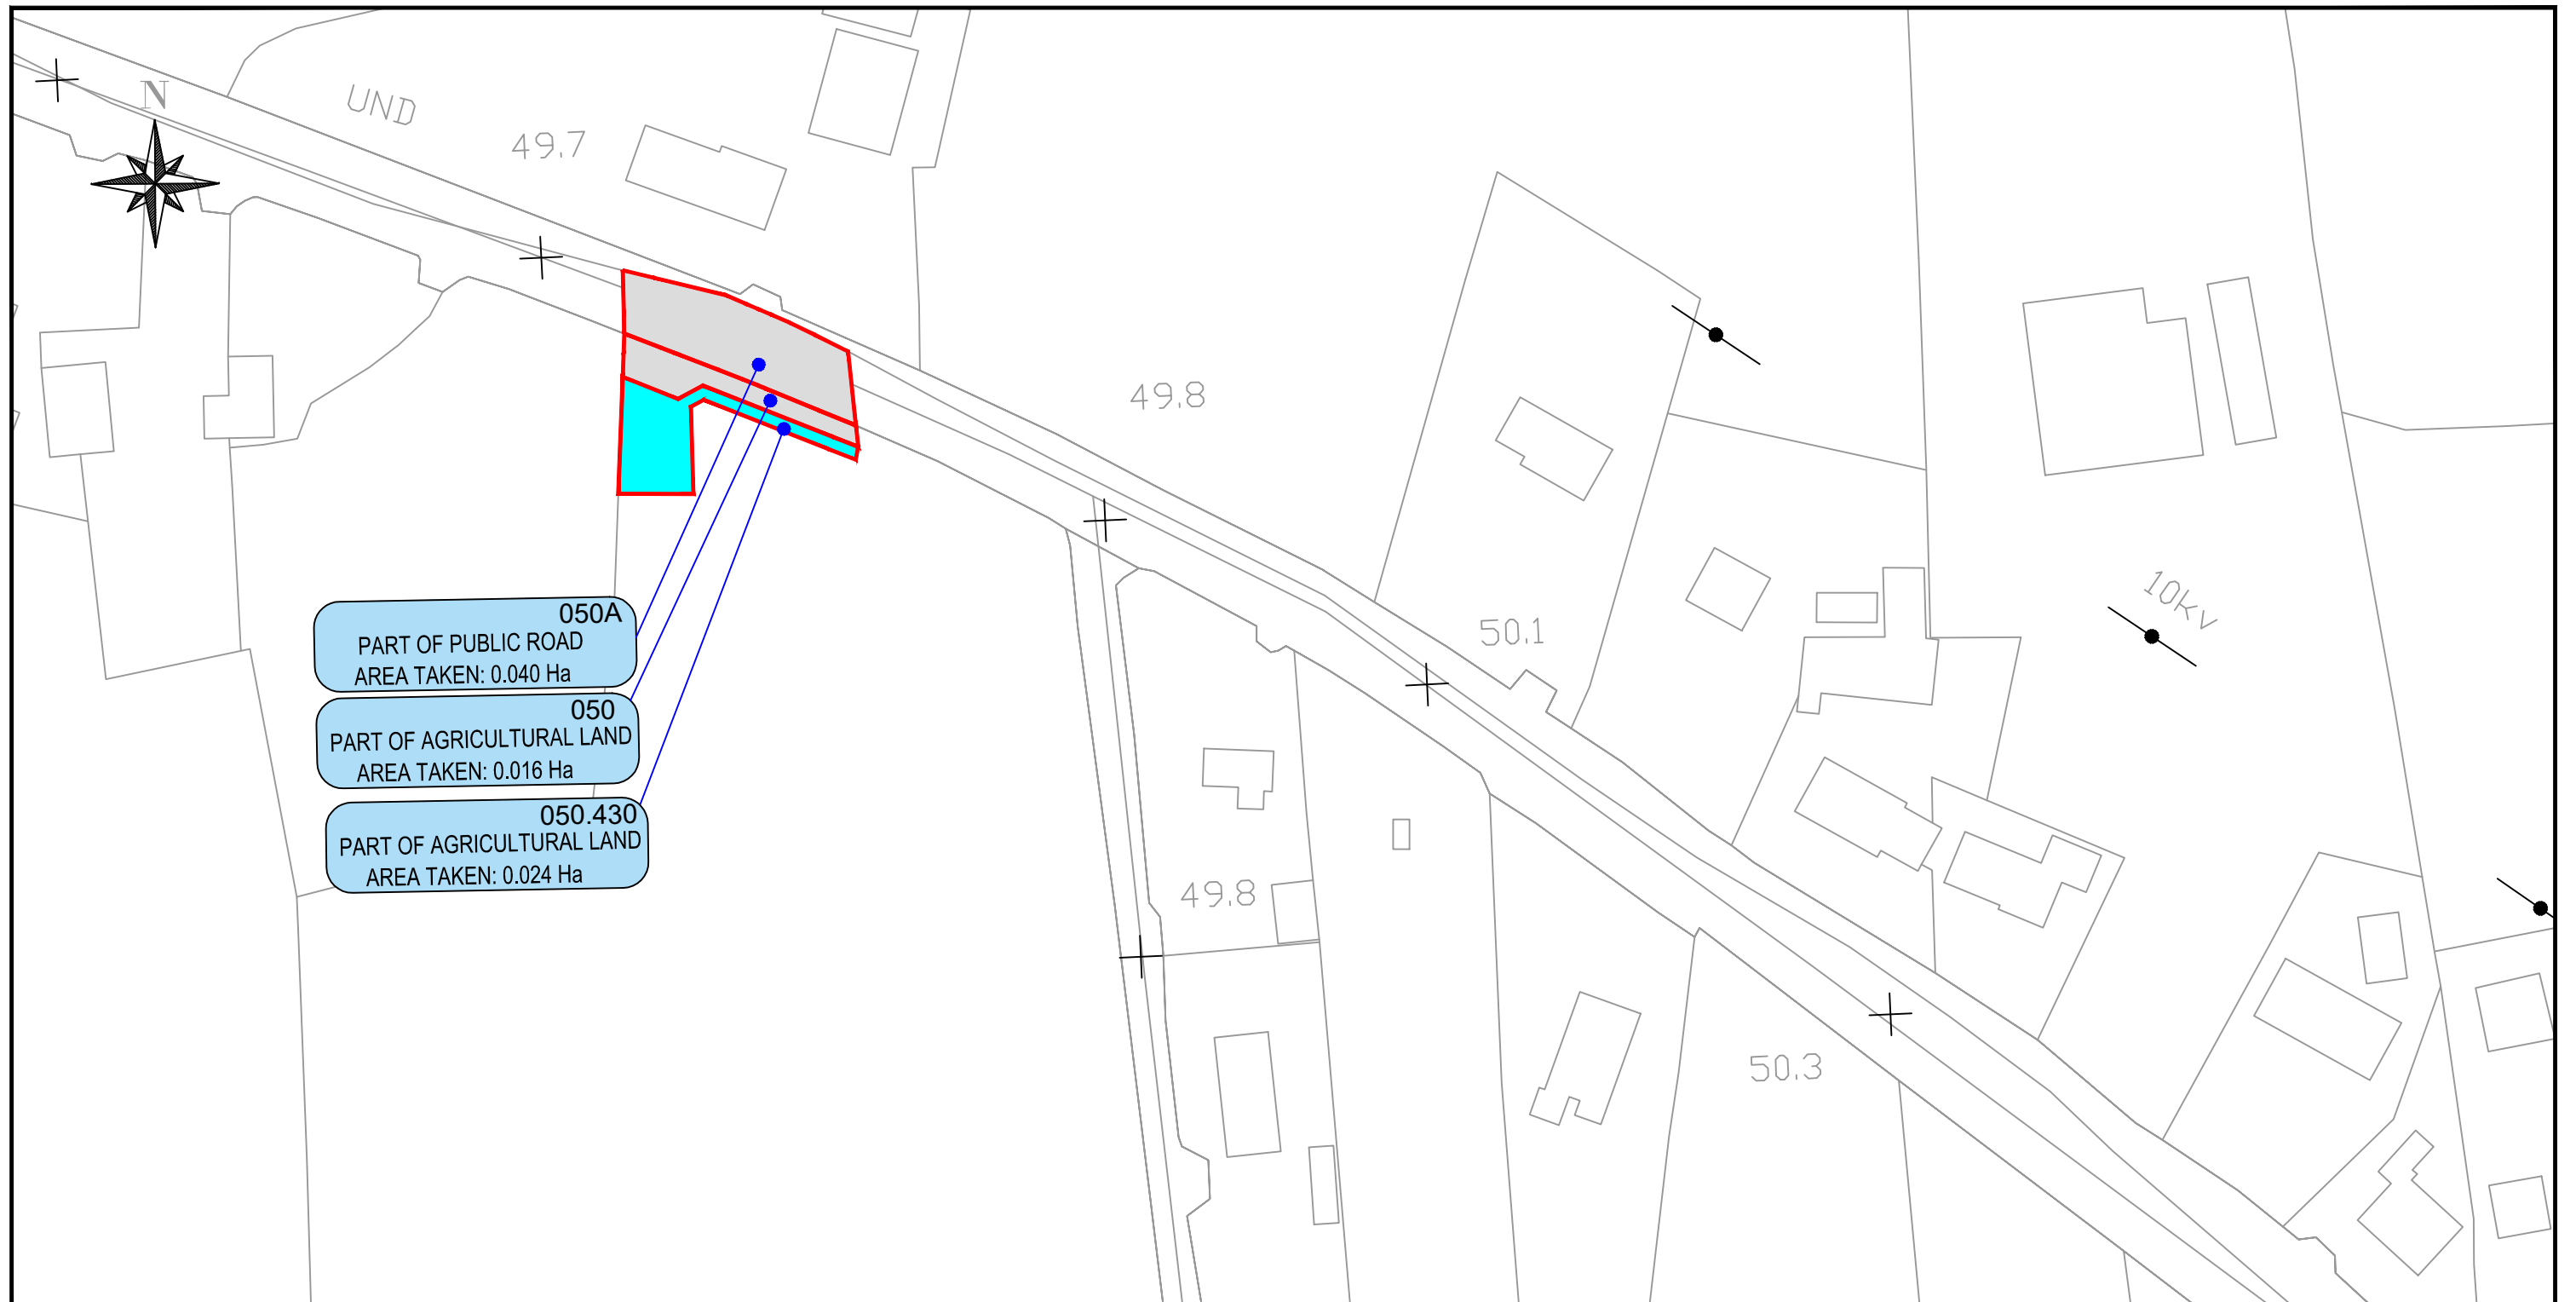 N
UND
49.7
49.8
50.1
10kv
050A
PART OF PUBLIC ROAD
AREA TAKEN: 0.040 Ha
050
PART OF AGRICULTURAL LAND
AREA TAKEN: 0.016 Ha
050.430
PART OF AGRICULTURAL LAND
AREA TAKEN: 0.024 Ha
49.8
50.3